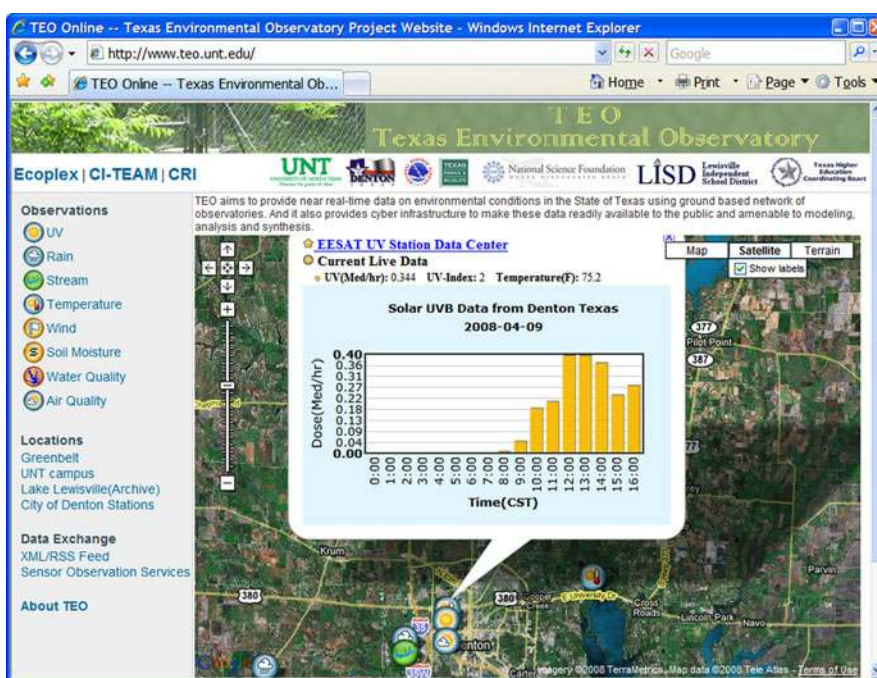 TEO Online -- Texas Environmental Observatory Project Website - Windows Internet Explorer
http://www.teo.unt.edu/
Google
TEO Online -- Texas Environmental Ob...
Home
Print
Page
Tools
TEO
Texas Environmental Observatory
Ecoplex | CI-TEAM | CRI
UNT
DENTON
TEXAS
National Science Foundation
LISD
Lewisville
Independent
School District
Texas Higher
Education
Coordinating Board
TEO aims to provide near real-time data on environmental conditions in the State of Texas using ground based network of
observatories. And it also provides cyber infrastructure to make these data readily available to the public and amenable to modeling,
analysis and synthesis.
Observations
UV
Rain
Stream
Temperature
Wind
Soil Moisture
Water Quality
Air Quality
Locations
Greenbelt
UNT campus
Lake Lewisville(Archive)
City of Denton Stations
Data Exchange
XML/RSS Feed
Sensor Observation Services
About TEO
EESAT UV Station Data Center
Current Live Data
UV(Med/hr): 0.344 UV-Index: 2 Temperature(F): 75.2
Solar UVB Data from Denton Texas
2008-04-09
Dose(Med/hr)
0.40
0.36
0.31
0.27
0.22
0.18
0.13
0.09
0.04
0.00
0:00
1:00
2:00
3:00
4:00
5:00
6:00
7:00
8:00
9:00
10:00
11:00
12:00
13:00
14:00
15:00
16:00
Time(CST)
Map
Satellite
Terrain
Show labels
377
Pilot Point
387
77
Krum
380
380
Cooper
Creek
E University Dr
Cross
Roads
Lincoln Park
Navo
Parvin
35
35W
enton
Imagery ©2008 TerraMetrics, Map data ©2008 Tele Atlas - Terms of Use